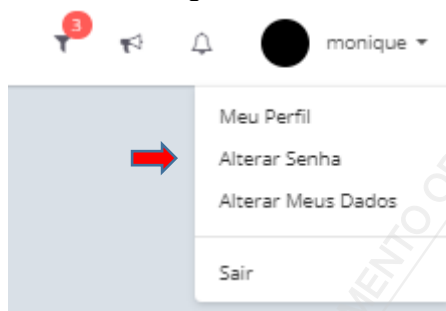 3
monique
Meu Perfil
Alterar Senha
Alterar Meus Dados
Sair